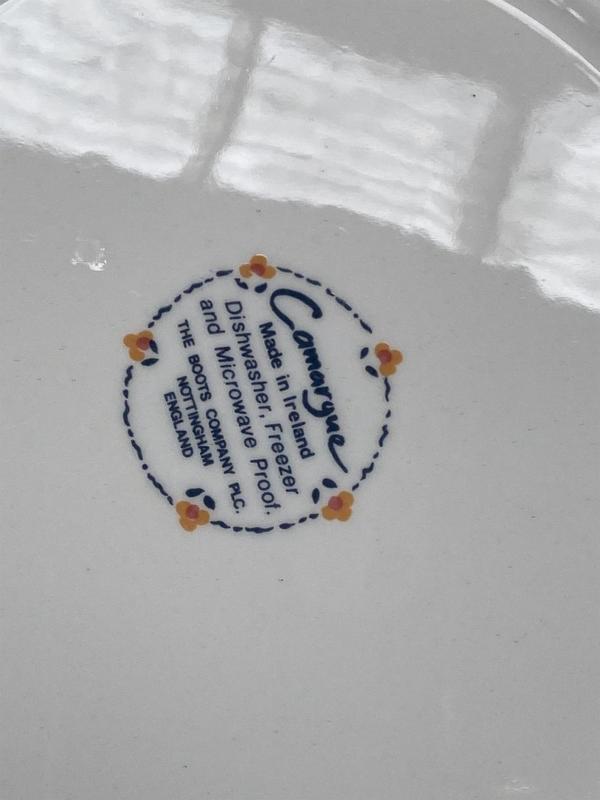 Camargue
Made in Ireland
Dishwasher, Freezer
and Microwave Proof.
THE BOOTS COMPANY PLC.
NOTTINGHAM
ENGLAND